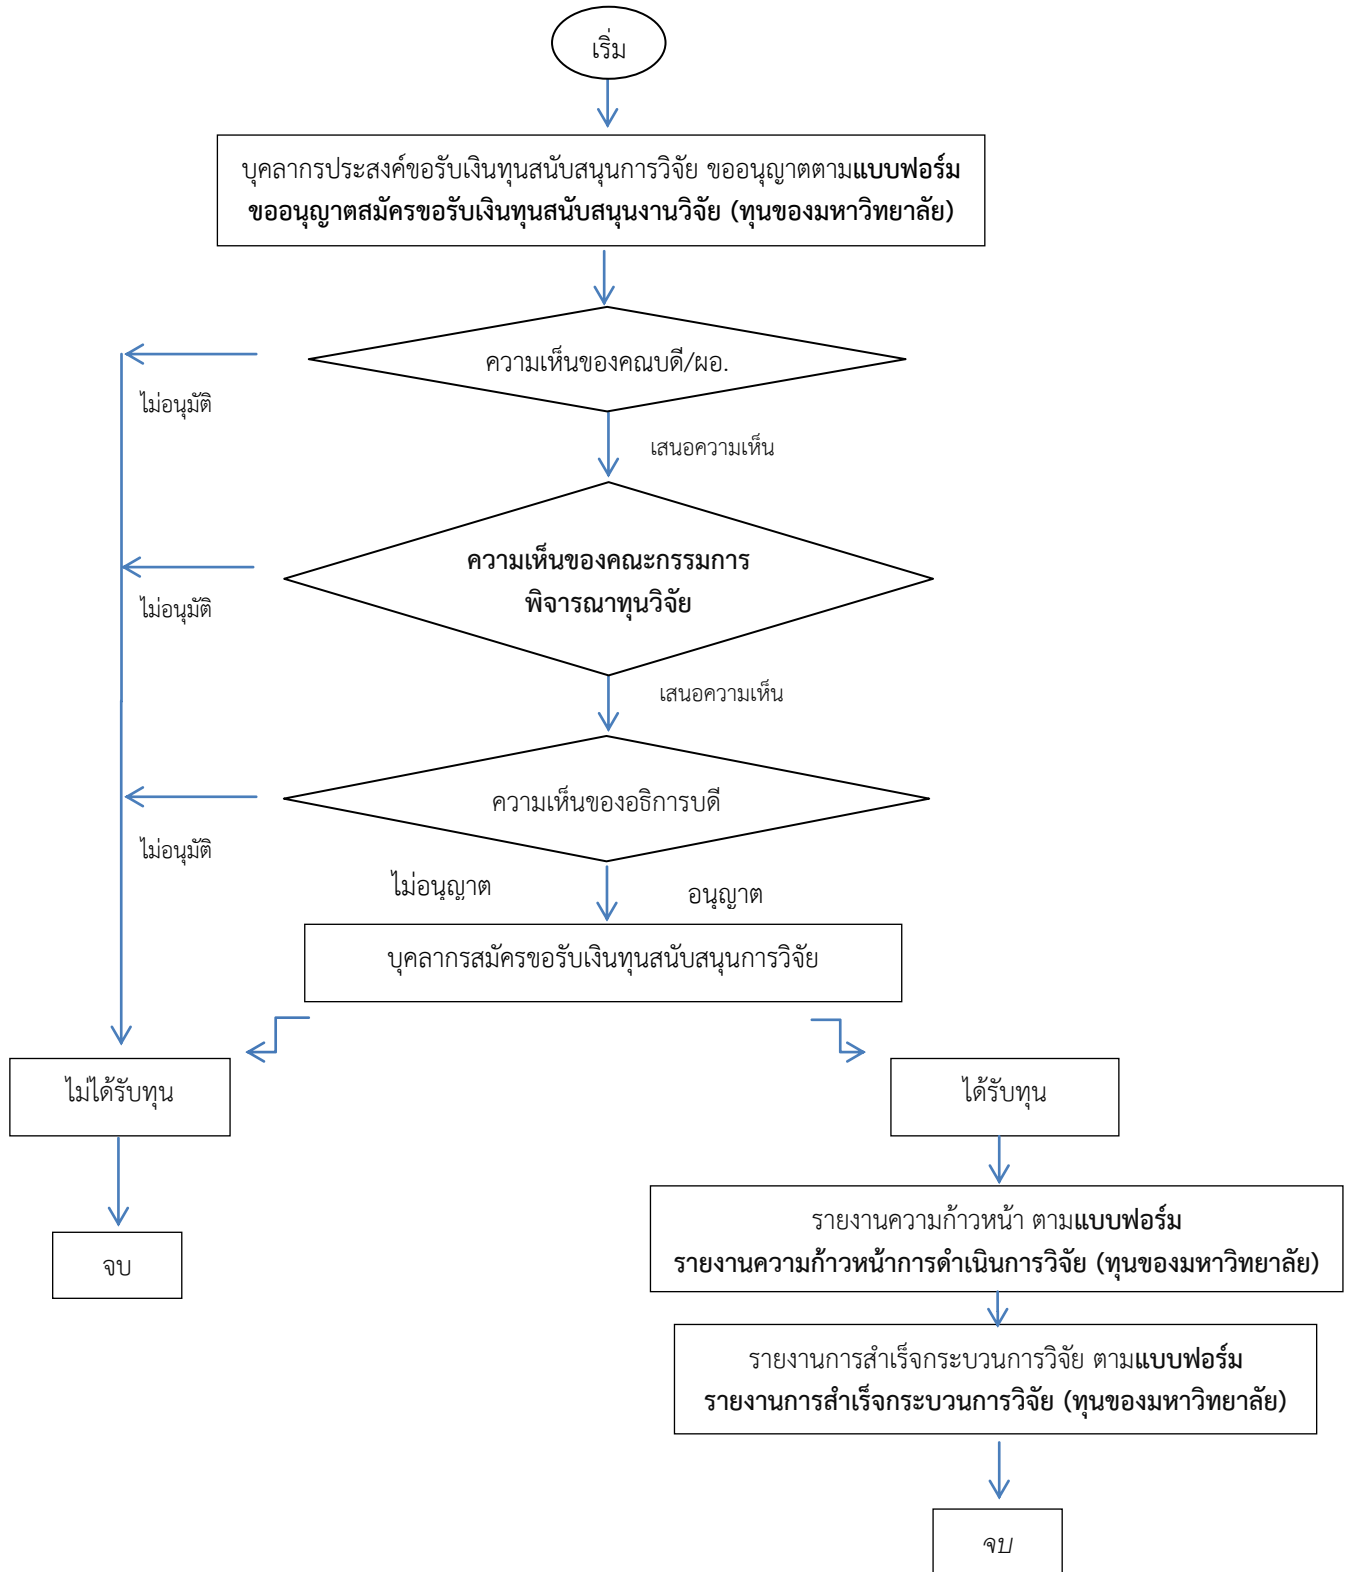 เริ่ม
บุคลากรประสงค์ขอรับเงินทุนสนับสนุนการวิจัย ขออนุญาตตามแบบฟอร์ม
ขออนุญาตสมัครขอรับเงินทุนสนับสนุนงานวิจัย (ทุนของมหาวิทยาลัย)
ความเห็นของคณบดี/ผอ.
ไม่อนุมัติ
เสนอความเห็น
ความเห็นของคณะกรรมการ
พิจารณาทุนวิจัย
ไม่อนุมัติ
เสนอความเห็น
ความเห็นของอธิการบดี
ไม่อนุมัติ
ไม่อนุญาต
อนุญาต
บุคลากรสมัครขอรับเงินทุนสนับสนุนการวิจัย
ไม่ได้รับทุน
ได้รับทุน
รายงานความก้าวหน้า ตามแบบฟอร์ม
รายงานความก้าวหน้าการดำเนินการวิจัย (ทุนของมหาวิทยาลัย)
จบ
รายงานการสำเร็จกระบวนการวิจัย ตามแบบฟอร์ม
รายงานการสำเร็จกระบวนการวิจัย (ทุนของมหาวิทยาลัย)
จบ